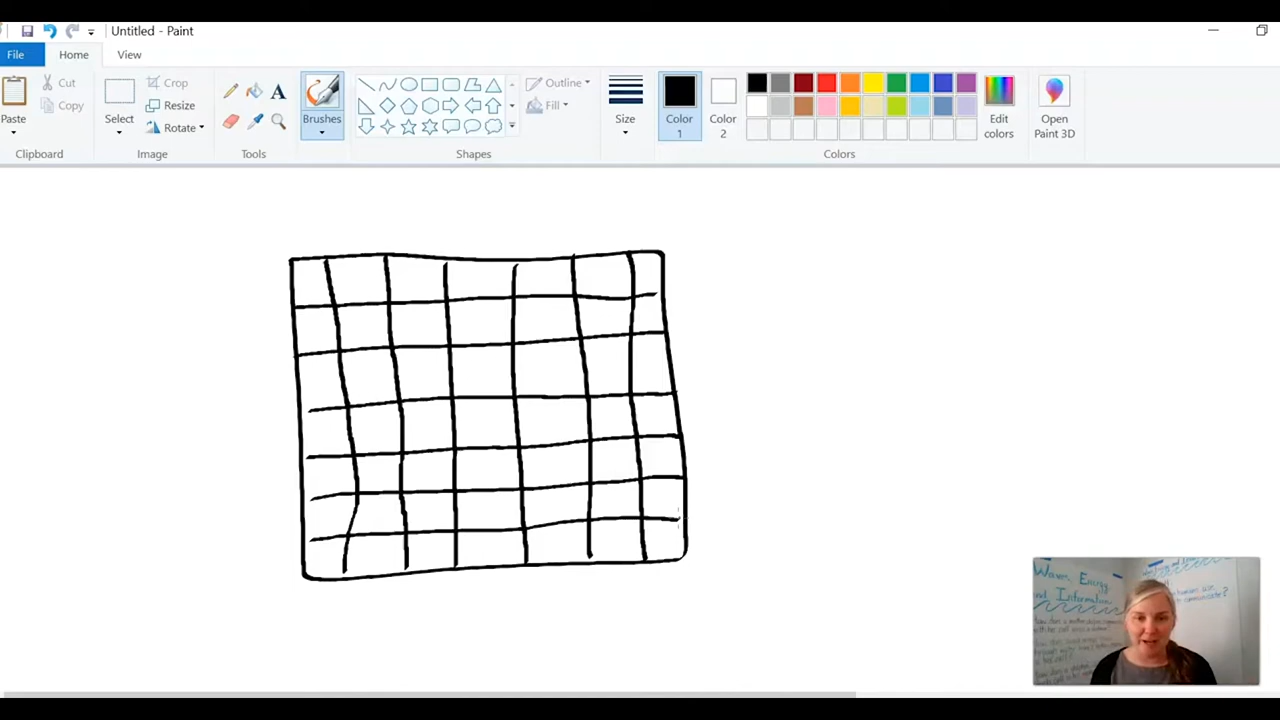 Untitled - Paint
File
Home
View
Paste
Cut
Copy
Clipboard
Select
Crop
Resize
Rotate
Image
A
Tools
Brushes
Outline
Fill
Shapes
Size
Color
1
Color
2
Edit
colors
Colors
Open
Paint 3D
Wave, Energy
and Information